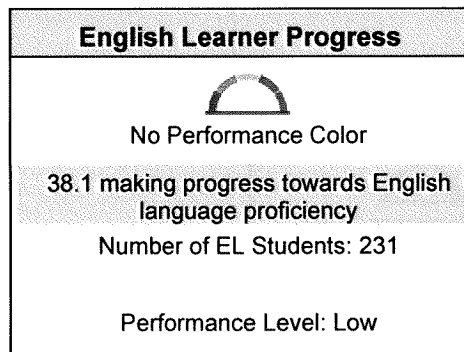 English Learner Progress
No Performance Color
38.1 making progress towards English
language proficiency
Number of EL Students: 231
Performance Level: Low